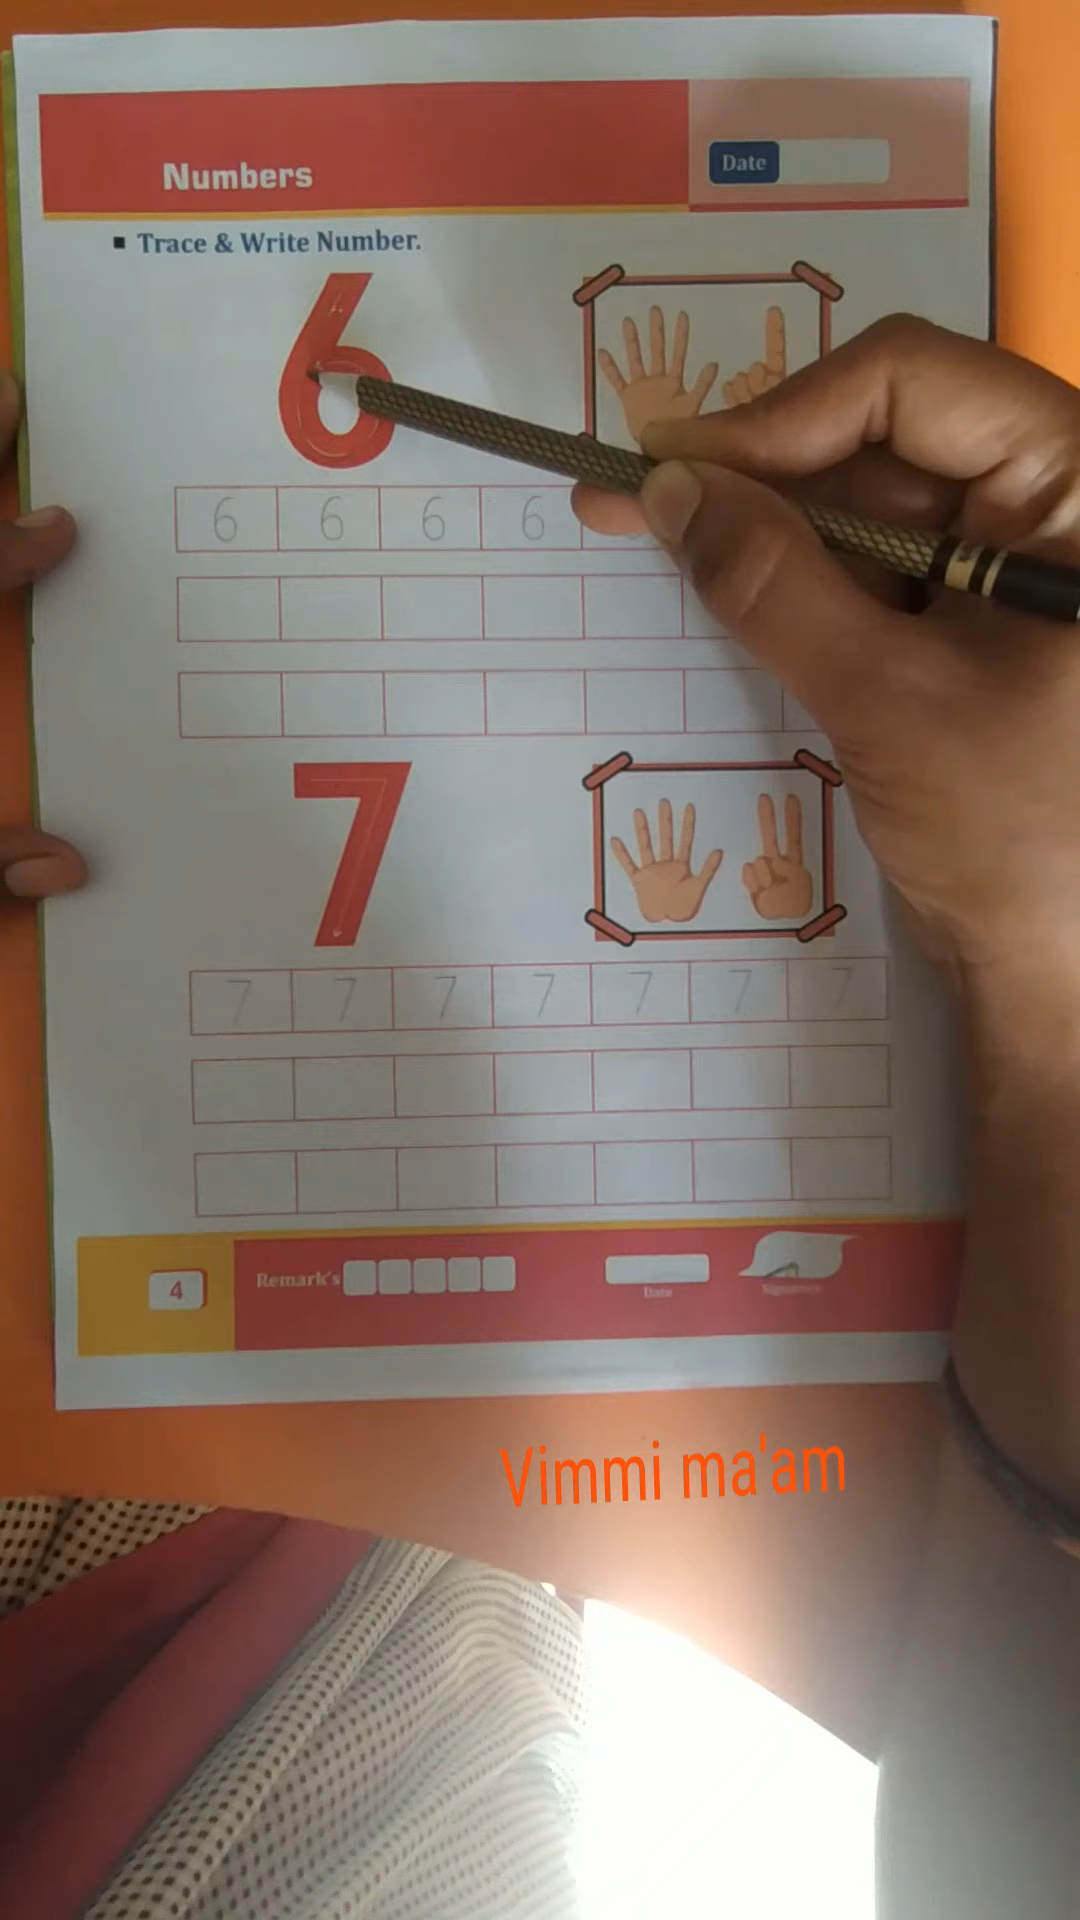 Numbers
Date
▪ Trace & Write Number.
6
6 6 6 6
7
7 7 7 7 7 7 7
4
Remark's
Date
Signature
Vimmi ma'am